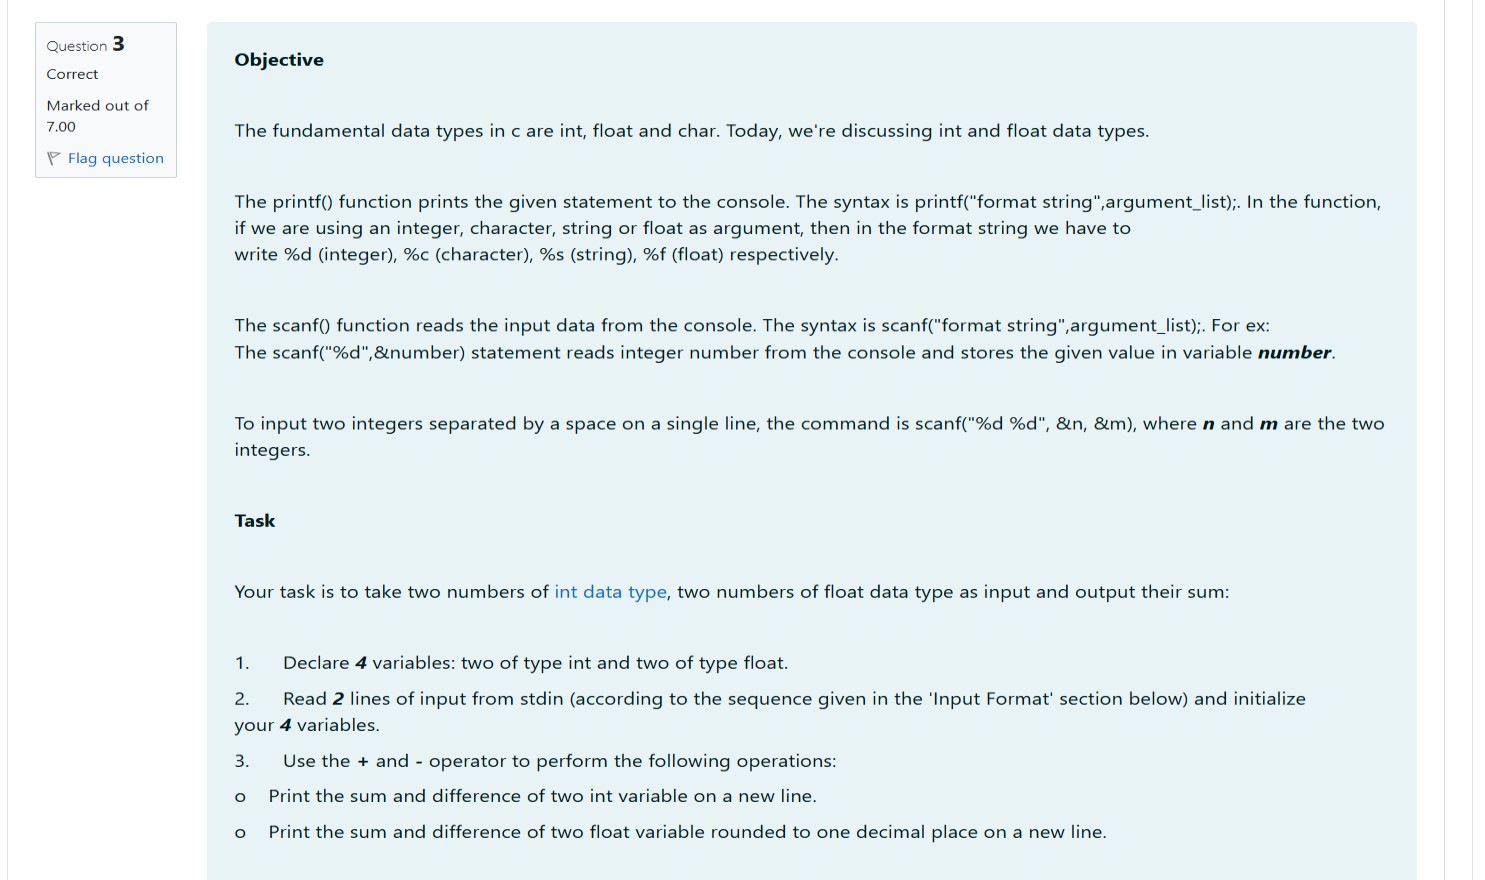 Question 3
Correct
Marked out of
7.00
Flag question
Objective
The fundamental data types in c are int, float and char. Today, we're discussing int and float data types.
The printf() function prints the given statement to the console. The syntax is printf("format string",argument_list);. In the function,
if we are using an integer, character, string or float as argument, then in the format string we have to
write %d (integer), %c (character), %s (string), %f (float) respectively.
The scanf() function reads the input data from the console. The syntax is scanf("format string",argument_list);. For ex:
The scanf("%d",&number) statement reads integer number from the console and stores the given value in variable number.
To input two integers separated by a space on a single line, the command is scanf("%d %d", &n, &m), where n and m are the two
integers.
Task
Your task is to take two numbers of int data type, two numbers of float data type as input and output their sum:
1. Declare 4 variables: two of type int and two of type float.
2. Read 2 lines of input from stdin (according to the sequence given in the 'Input Format' section below) and initialize
your 4 variables.
3. Use the + and - operator to perform the following operations:
o Print the sum and difference of two int variable on a new line.
o Print the sum and difference of two float variable rounded to one decimal place on a new line.